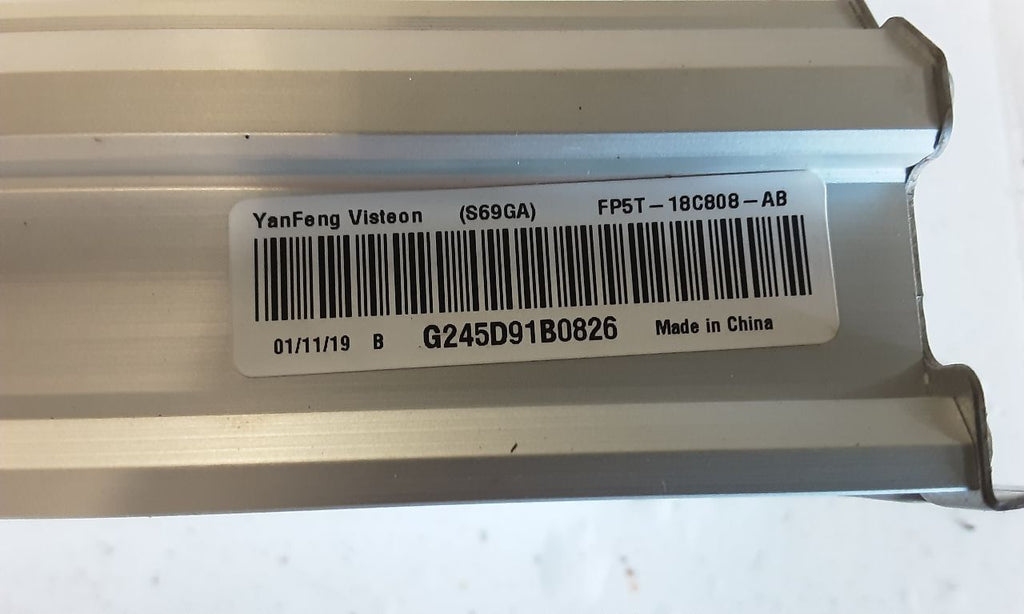 YanFeng Visteon (S69GA) FP5T-18C808-AB
01/11/19 B G245D91B0826 Made in China